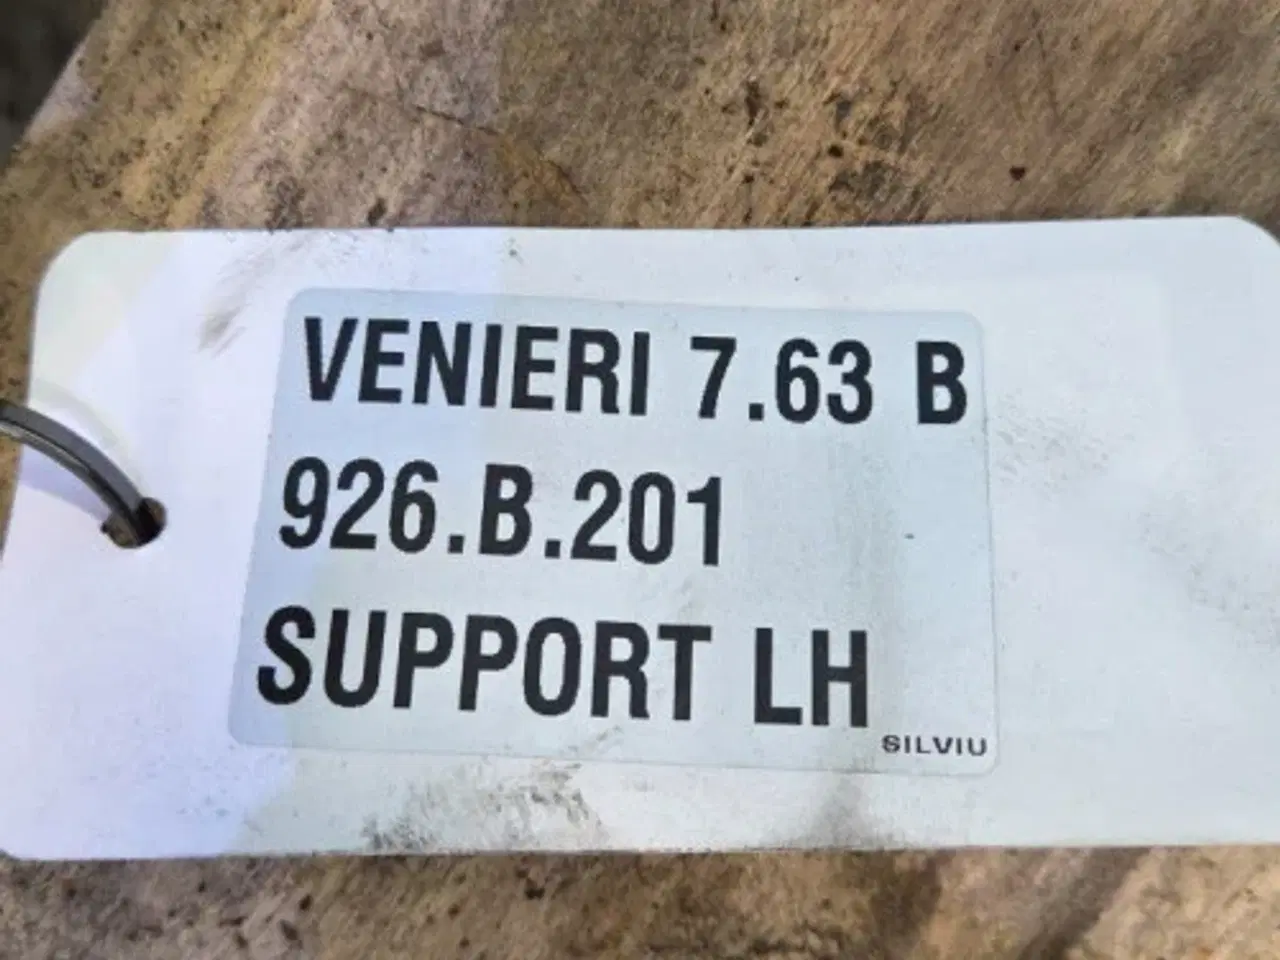 VENIERI 7.63 B
926.B.201
SUPPORT LH
SILVIU